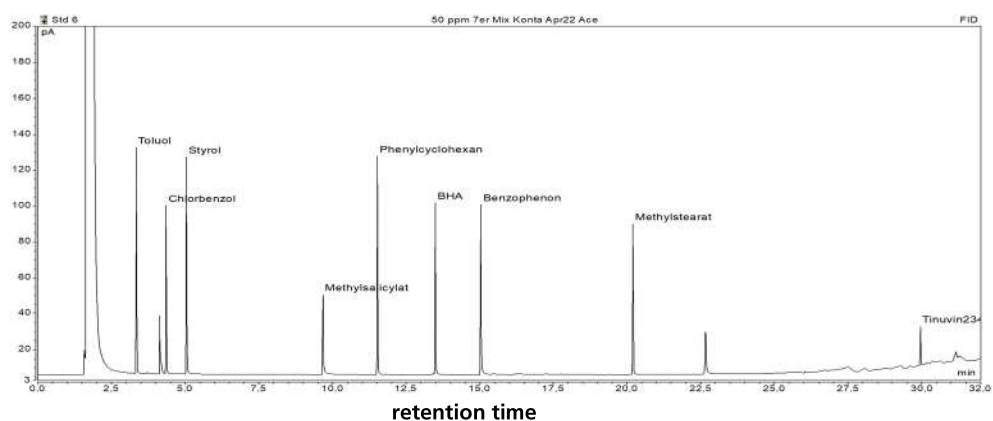 Std 6 50 ppm 7er Mix Konta Apr22 Ace FID
200
pA
180
160
140
120
100
80
60
40
20
3
Toluol
Styrol
Chlorbenzol
Methylsalicylat
Phenylcyclohexan
BHA
Benzophenon
Methylstearat
Tinuvin234
min
0,0 2,5 5,0 7,5 10,0 12,5 15,0 17,5 20,0 22,5 25,0 27,5 30,0 32,0
retention time